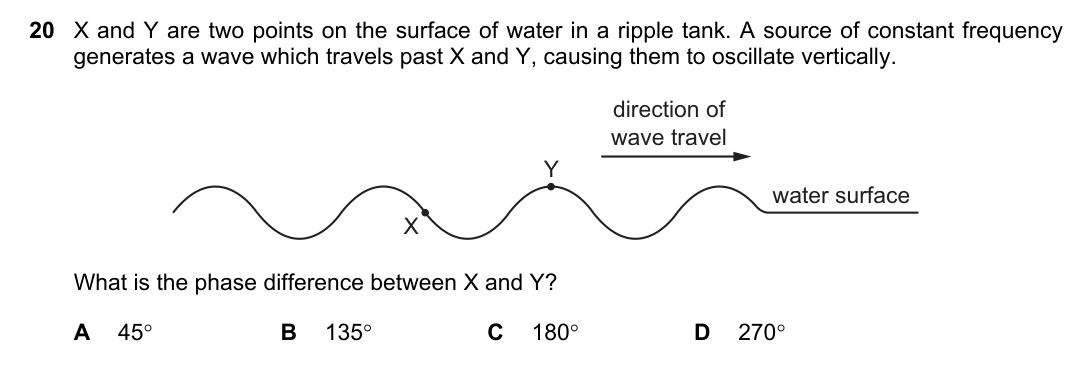 20 X and Y are two points on the surface of water in a ripple tank. A source of constant frequency
generates a wave which travels past X and Y, causing them to oscillate vertically.
direction of
wave travel
Y
water surface
X
What is the phase difference between X and Y?
A 45° B 135° C 180° D 270°